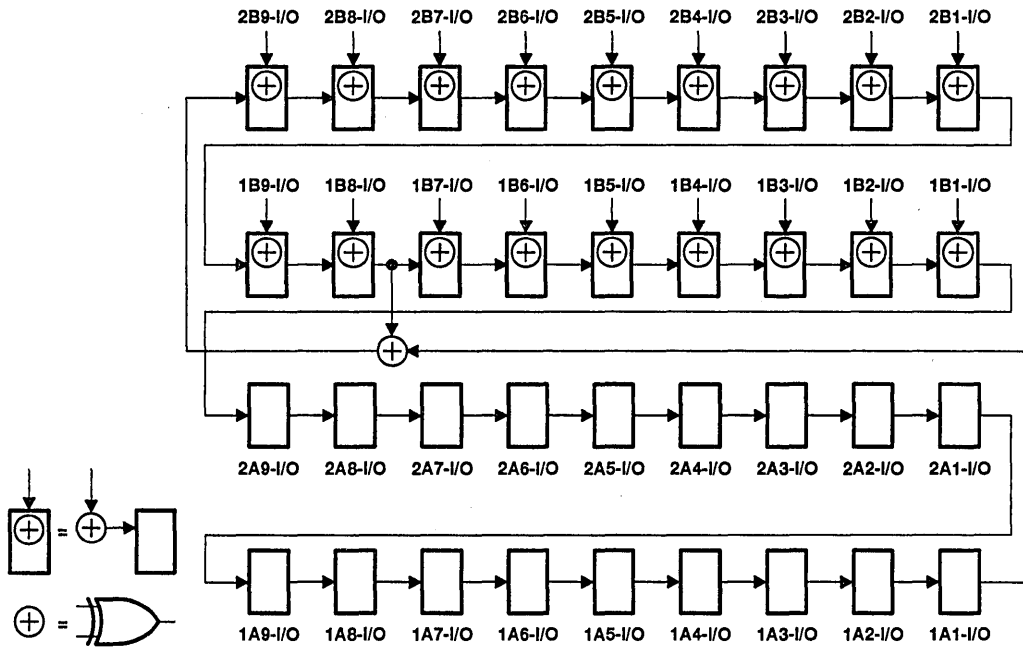 2B9-I/O 2B8-I/O 2B7-I/O 2B6-I/O 2B5-I/O 2B4-I/O 2B3-I/O 2B2-I/O 2B1-I/O
1B9-I/O 1B8-I/O 1B7-I/O 1B6-I/O 1B5-I/O 1B4-I/O 1B3-I/O 1B2-I/O 1B1-I/O
2A9-I/O 2A8-I/O 2A7-I/O 2A6-I/O 2A5-I/O 2A4-I/O 2A3-I/O 2A2-I/O 2A1-I/O
=
=
1A9-I/O 1A8-I/O 1A7-I/O 1A6-I/O 1A5-I/O 1A4-I/O 1A3-I/O 1A2-I/O 1A1-I/O